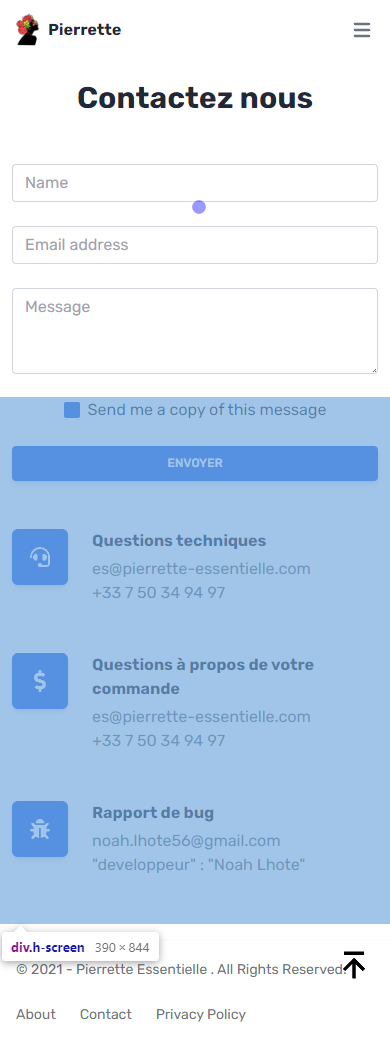 Pierrette
Contactez nous
Name
Email address
Message
Send me a copy of this message
ENVOYER
Questions techniques
es@pierrette-essentielle.com
+33 7 50 34 94 97
Questions à propos de votre
commande
es@pierrette-essentielle.com
+33 7 50 34 94 97
Rapport de bug
noah.lhote56@gmail.com
"developpeur" : "Noah Lhote"
div.h-screen 390 × 844
© 2021 - Pierrette Essentielle . All Rights Reserved.
About Contact Privacy Policy